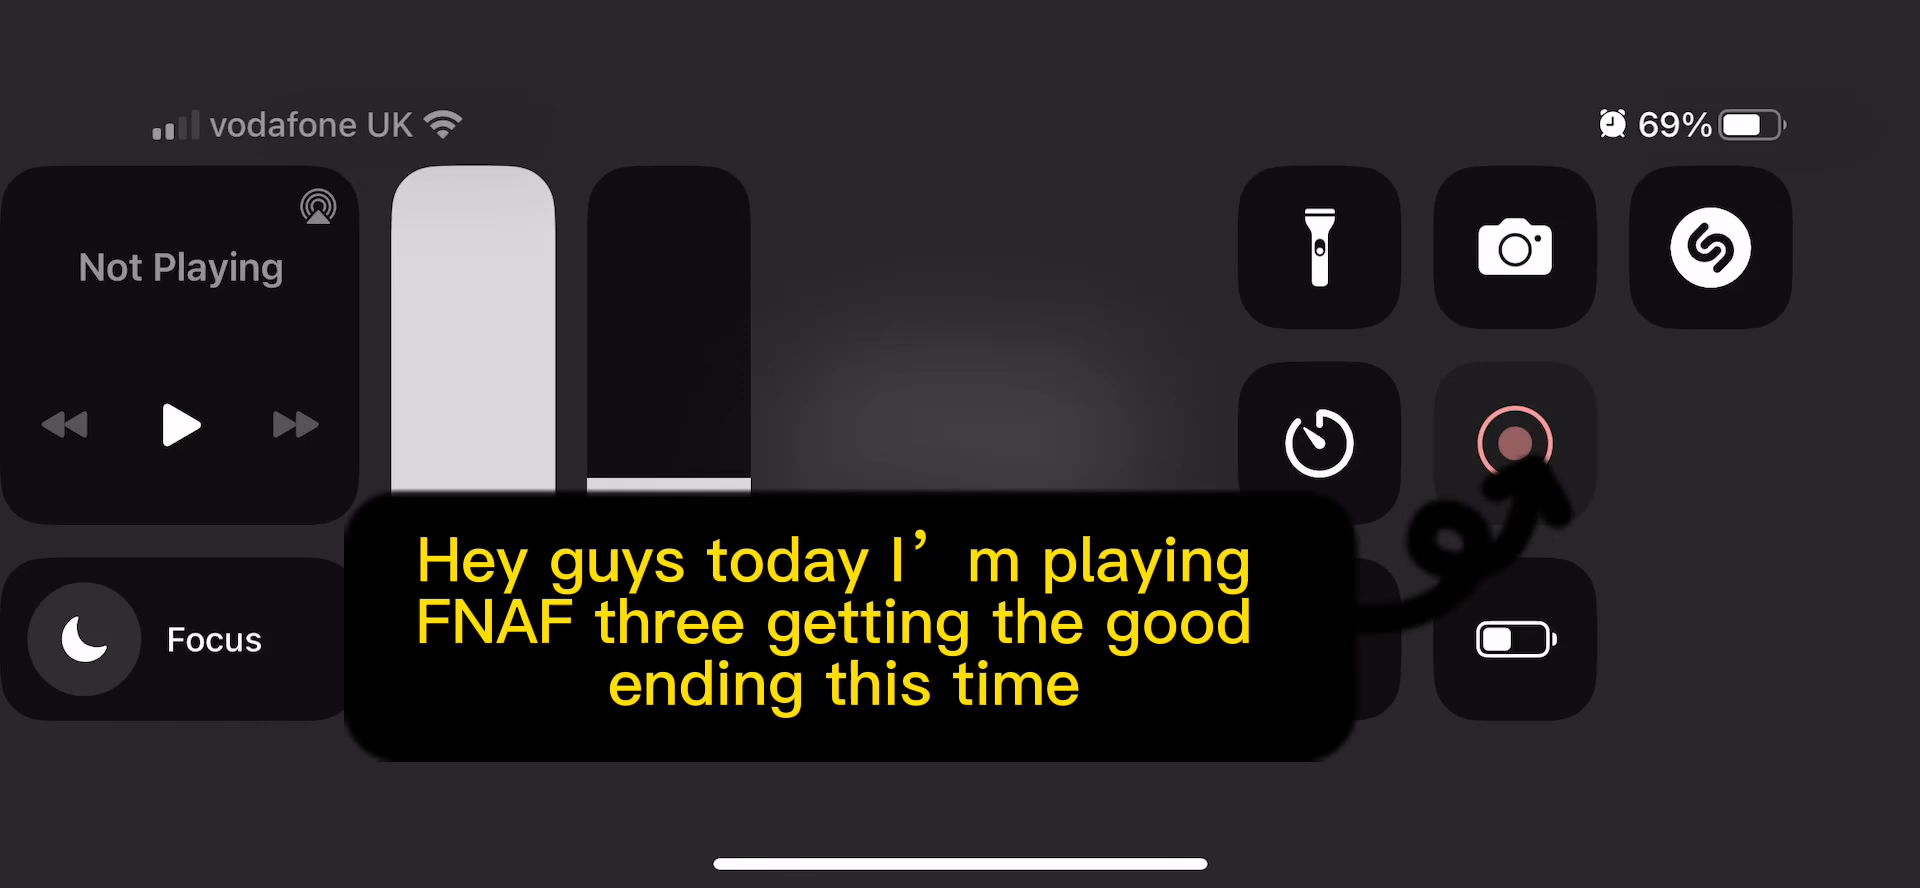 vodafone UK
69%
Not Playing
Focus
Hey guys today I’m playing
FNAF three getting the good
ending this time